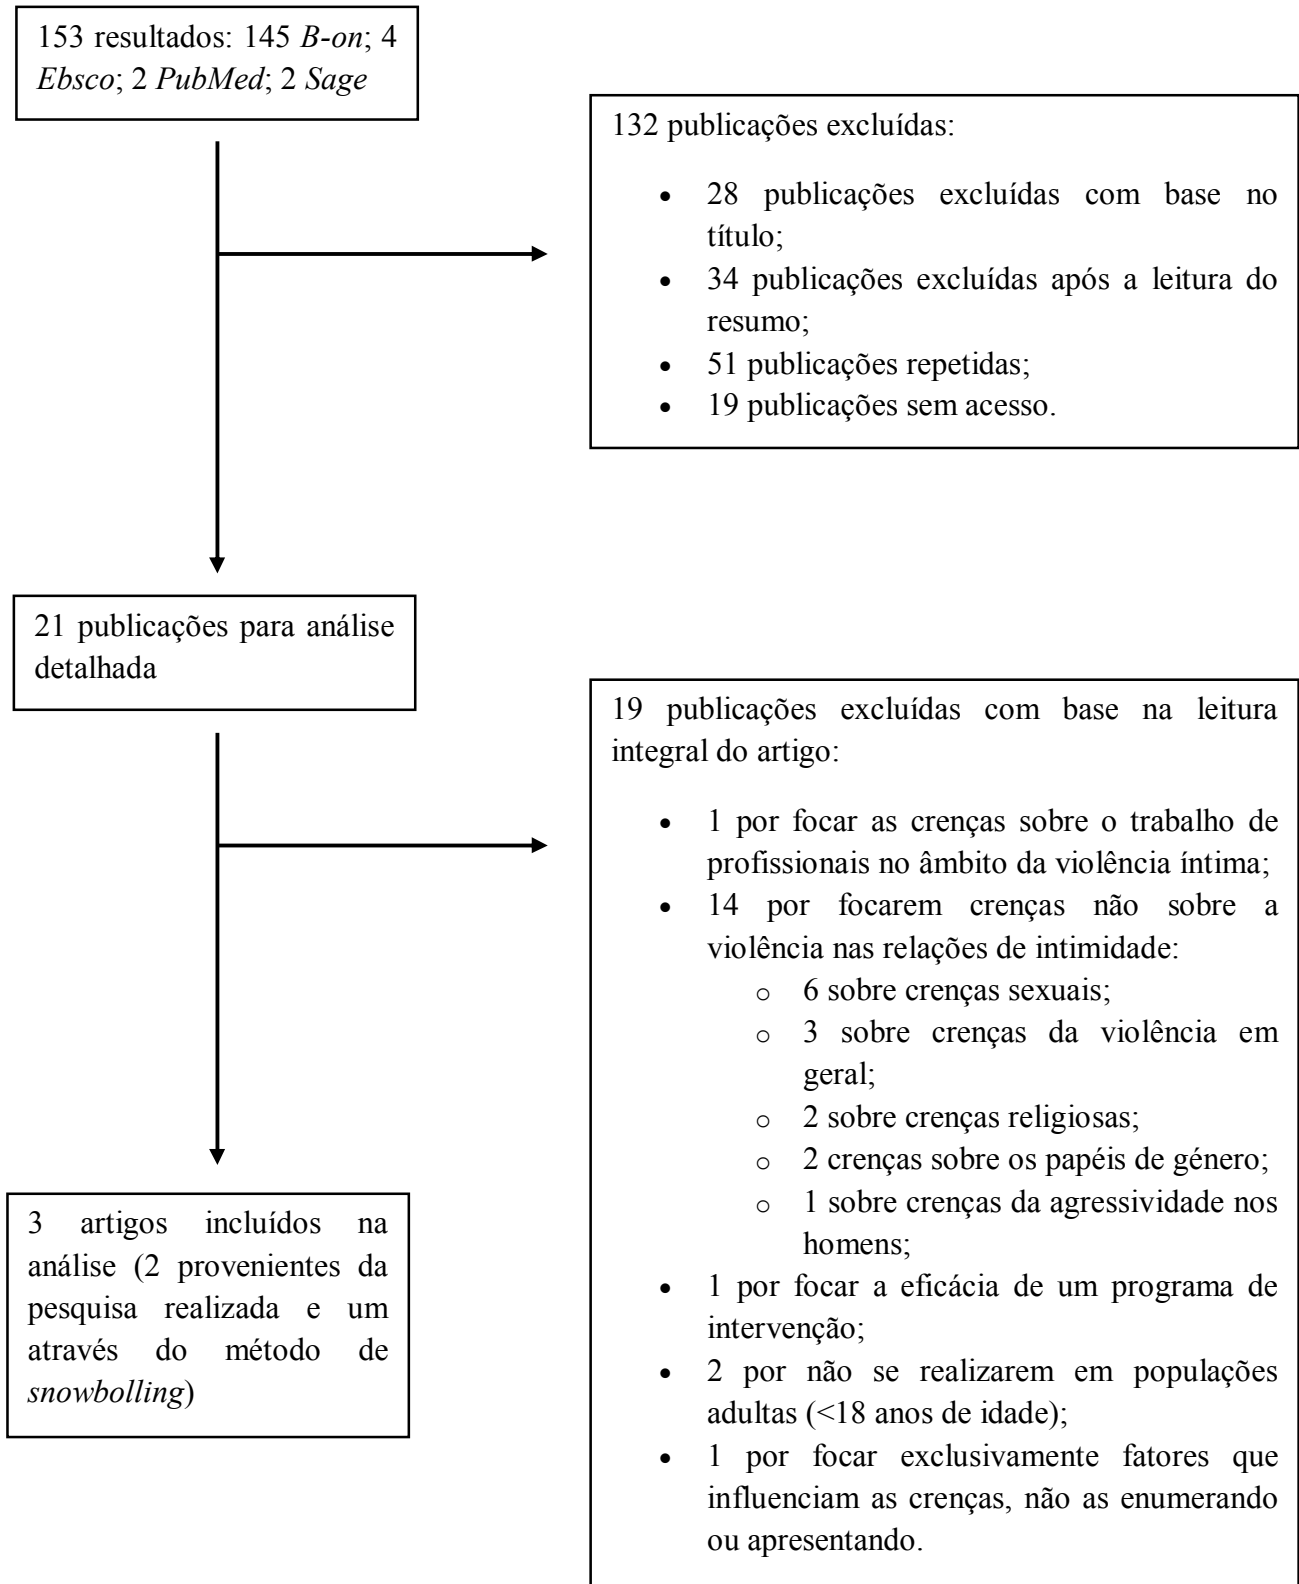 153 resultados: 145 B-on; 4
Ebsco; 2 PubMed; 2 Sage
132 publicações excluídas:
• 28 publicações excluídas com base no
título;
• 34 publicações excluídas após a leitura do
resumo;
• 51 publicações repetidas;
• 19 publicações sem acesso.
21 publicações para análise
detalhada
19 publicações excluídas com base na leitura
integral do artigo:
• 1 por focar as crenças sobre o trabalho de
profissionais no âmbito da violência íntima;
• 14 por focarem crenças não sobre a
violência nas relações de intimidade:
o 6 sobre crenças sexuais;
o 3 sobre crenças da violência em
geral;
o 2 sobre crenças religiosas;
o 2 crenças sobre os papéis de género;
o 1 sobre crenças da agressividade nos
homens;
• 1 por focar a eficácia de um programa de
intervenção;
• 2 por não se realizarem em populações
adultas (<18 anos de idade);
• 1 por focar exclusivamente fatores que
influenciam as crenças, não as enumerando
ou apresentando.
3 artigos incluídos na
análise (2 provenientes da
pesquisa realizada e um
através do método de
snowbolling)